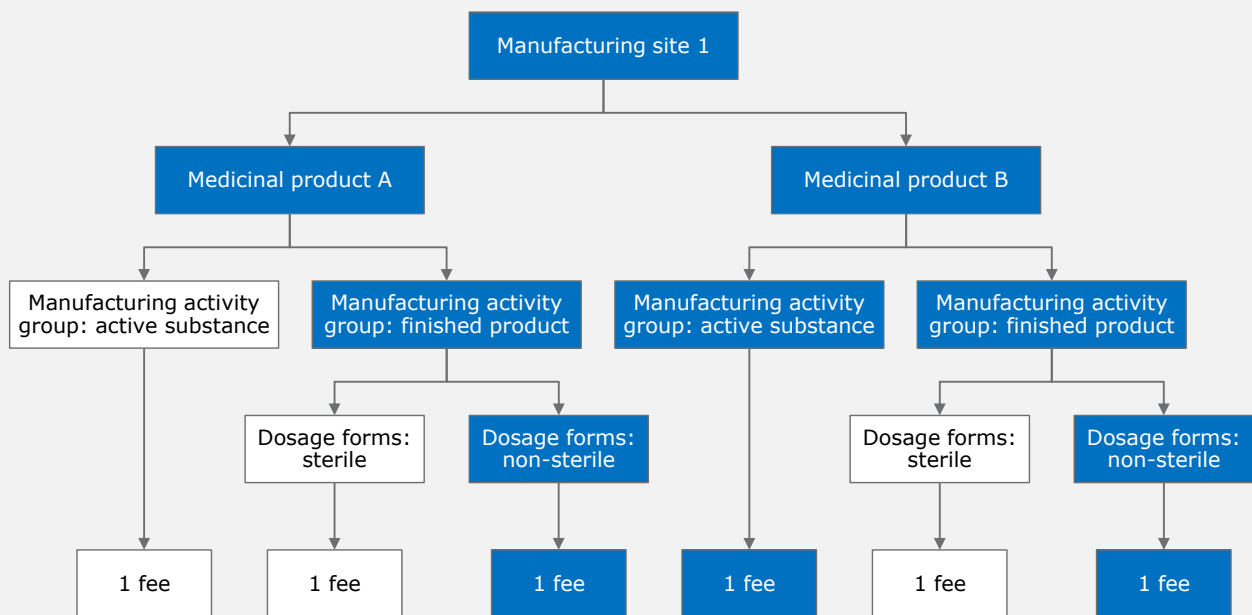 Manufacturing site 1
Medicinal product A
Medicinal product B
Manufacturing activity
group: active substance
Manufacturing activity
group: finished product
Manufacturing activity
group: active substance
Manufacturing activity
group: finished product
Dosage forms:
sterile
Dosage forms:
non-sterile
Dosage forms:
sterile
Dosage forms:
non-sterile
1 fee
1 fee
1 fee
1 fee
1 fee
1 fee